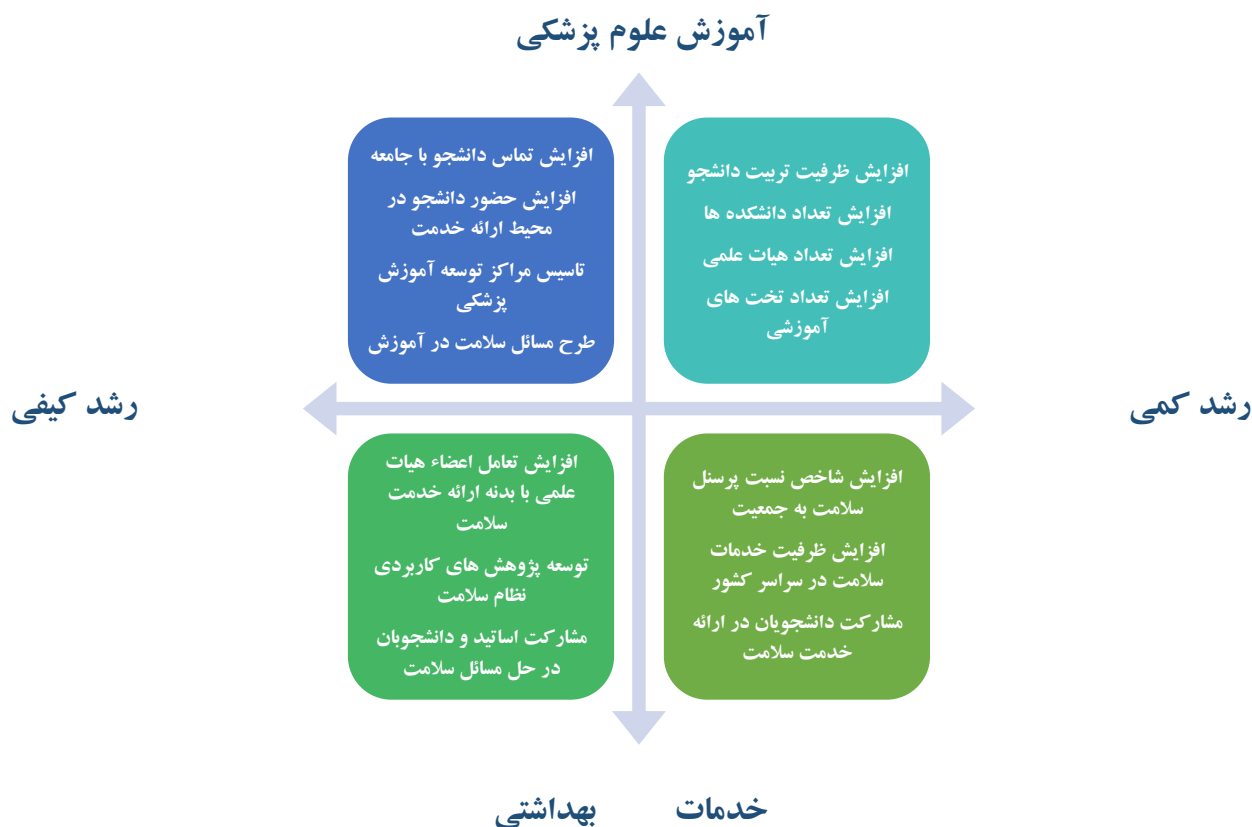 آموزش علوم پزشکی
افزایش ظرفیت تربیت دانشجو
افزایش تعداد دانشکده ها
افزایش تعداد هیات علمی
افزایش تعداد تخت های
آموزشی
افزایش تماس دانشجو با جامعه
افزایش حضور دانشجو در
محیط ارائه خدمت
تاسیس مراکز توسعه آموزش
پزشکی
طرح مسائل سلامت در آموزش
رشد کمی
رشد کیفی
افزایش شاخص نسبت پرسنل
سلامت به جمعیت
افزایش ظرفیت خدمات
سلامت در سراسر کشور
مشارکت دانشجویان در ارائه
خدمت سلامت
افزایش تعامل اعضاء هیات
علمی با بدنه ارائه خدمت
سلامت
توسعه پژوهش های کاربردی
نظام سلامت
مشارکت اساتید و دانشجوبان
در حل مسائل سلامت
خدمات بهداشتی